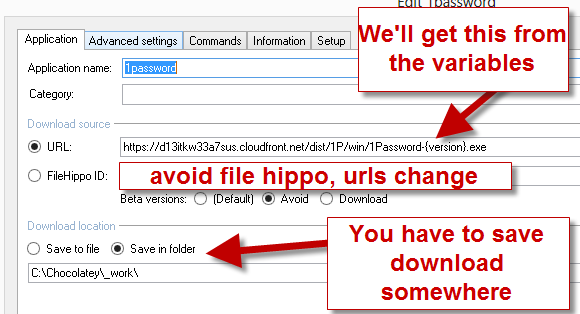 Edit 1password
Application
Advanced settings
Commands
Information
Setup
We'll get this from
the variables
Application name:
1password
Category:
Download source
URL:
https://d13itkw33a7sus.cloudfront.net/dist/1P/win/1Password-{version}.exe
FileHippo ID:
avoid file hippo, urls change
Beta versions:
(Default)
Avoid
Download
Download location
Save to file
Save in folder
You have to save
download
somewhere
C:\Chocolatey\_work\